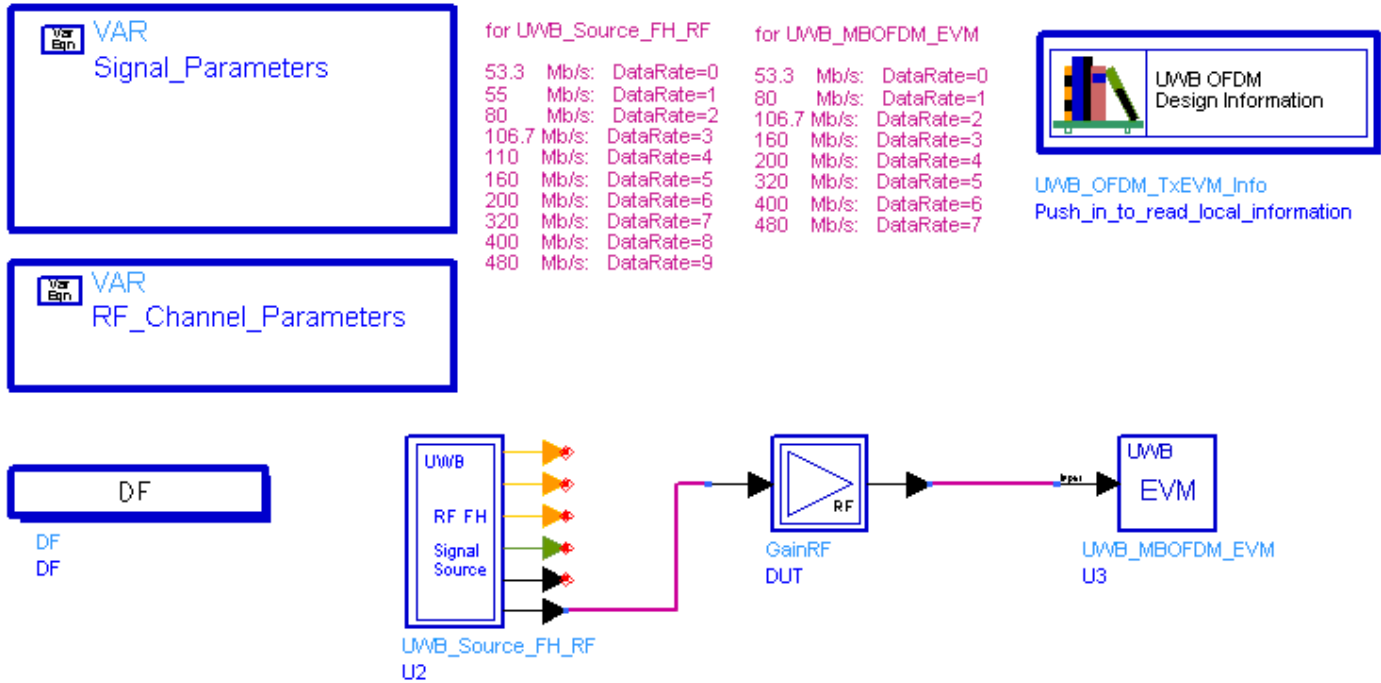 Var
Eqn
VAR
Signal_Parameters
for UWB_Source_FH_RF
53.3 Mb/s: DataRate=0
55 Mb/s: DataRate=1
80 Mb/s: DataRate=2
106.7 Mb/s: DataRate=3
110 Mb/s: DataRate=4
160 Mb/s: DataRate=5
200 Mb/s: DataRate=6
320 Mb/s: DataRate=7
400 Mb/s: DataRate=8
480 Mb/s: DataRate=9
for UWB_MBOFDM_EVM
53.3 Mb/s: DataRate=0
80 Mb/s: DataRate=1
106.7 Mb/s: DataRate=2
160 Mb/s: DataRate=3
200 Mb/s: DataRate=4
320 Mb/s: DataRate=5
400 Mb/s: DataRate=6
480 Mb/s: DataRate=7
UWB OFDM
Design Information
UWB_OFDM_TxEVM_Info
Push_in_to_read_local_information
Var
Eqn
VAR
RF_Channel_Parameters
DF
DF
DF
UWB
RF FH
Signal
Source
UWB_Source_FH_RF
U2
RF
GainRF
DUT
Input
UWB
EVM
UWB_MBOFDM_EVM
U3